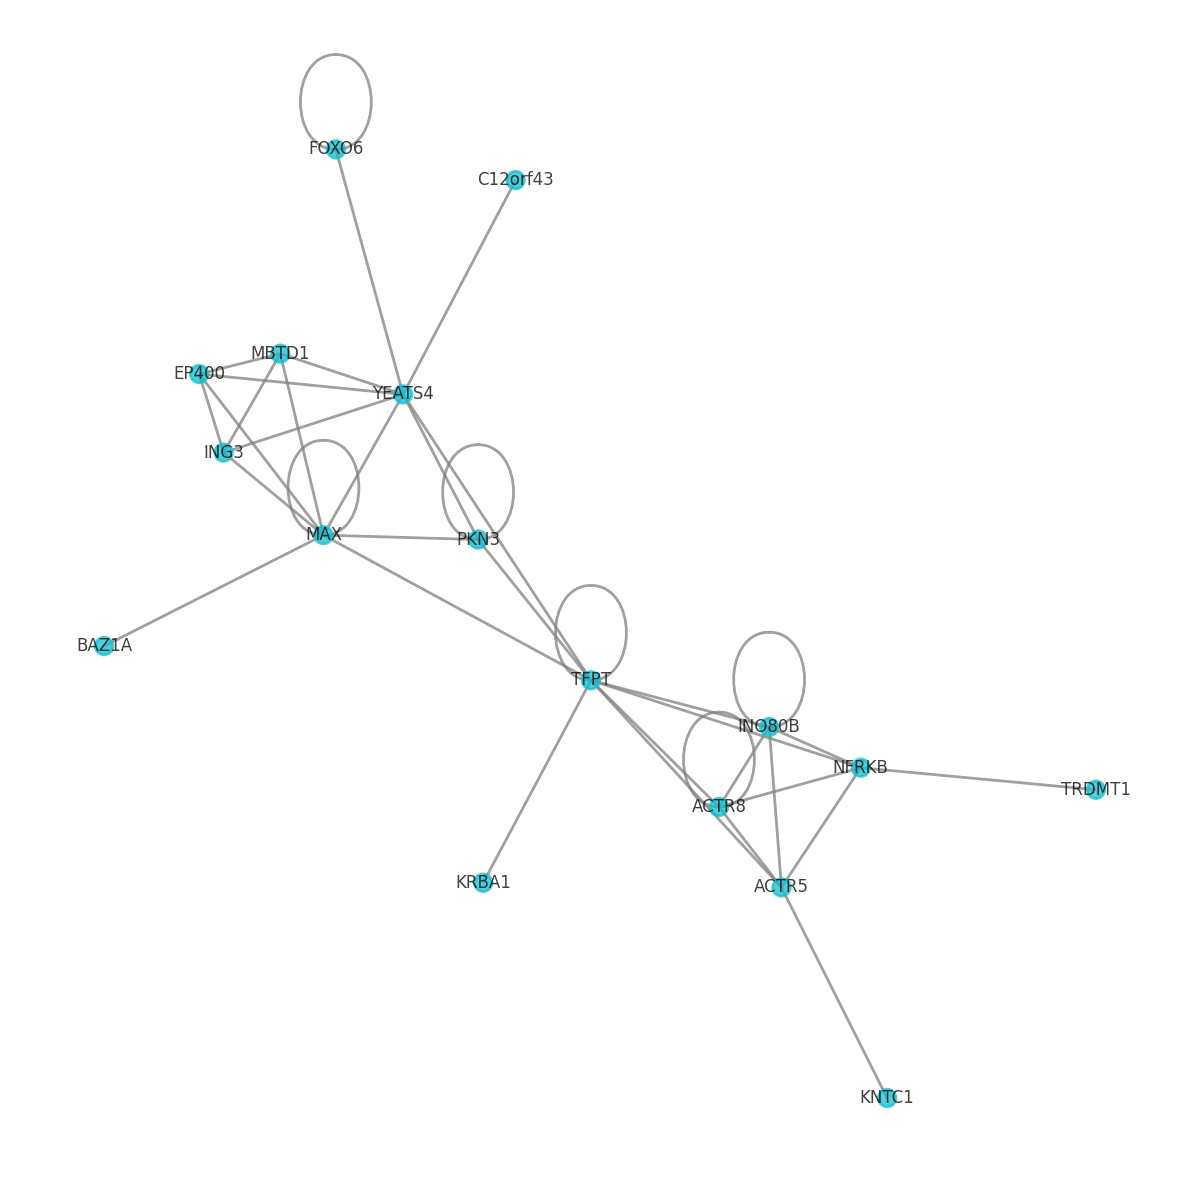 FOXO6
C12orf43
MBTD1
EP400
YEATS4
ING3
MAX
PKN3
BAZ1A
TFPT
INO80B
NFRKB
TRDMT1
ACTR8
KRBA1
ACTR5
KNTC1